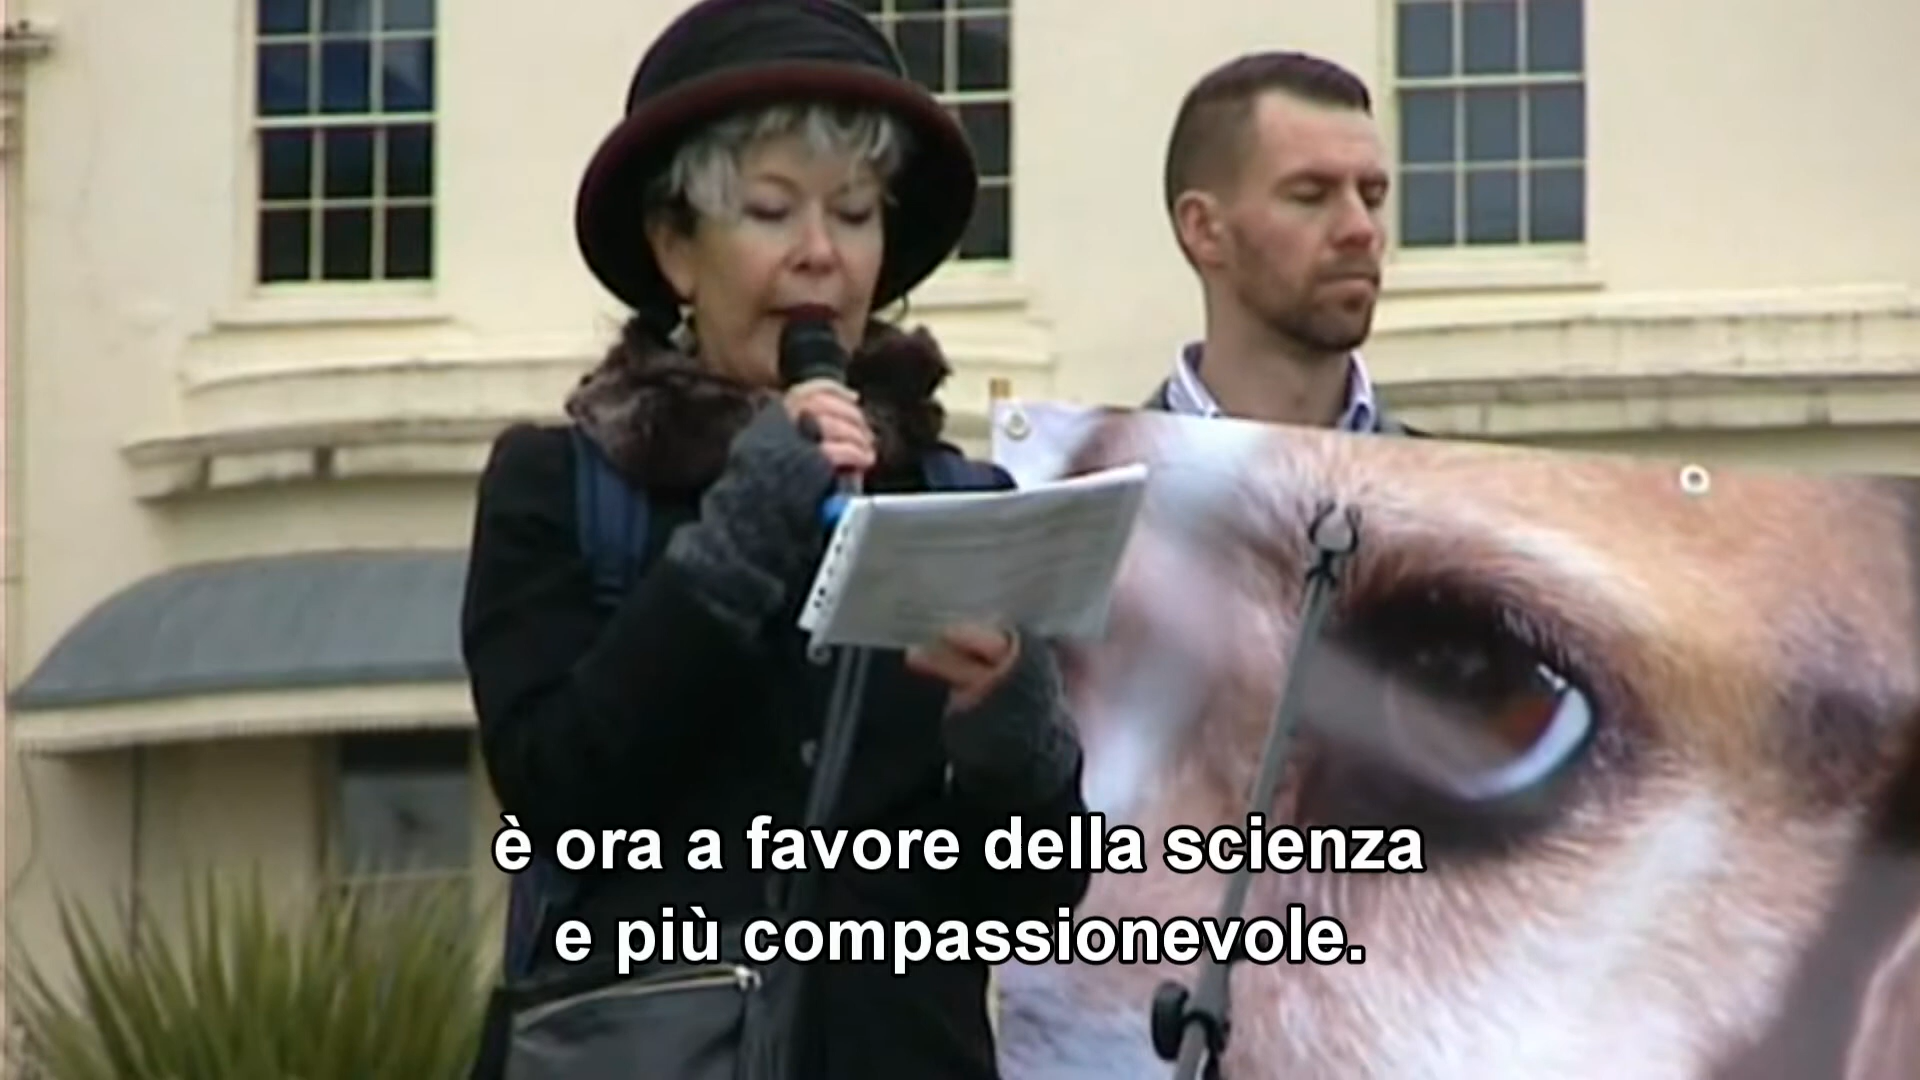 è ora a favore della scienza
e più compassionevole.